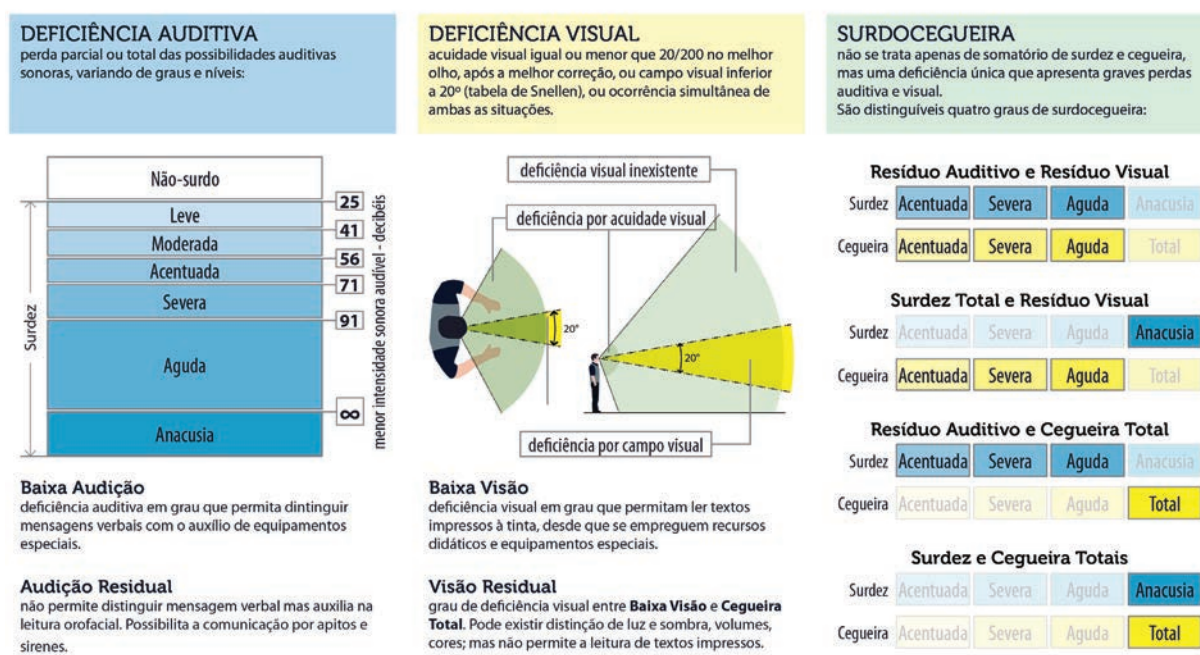 DEFICIÊNCIA AUDITIVA
perda parcial ou total das possibilidades auditivas
sonoras, variando de graus e níveis:
Não-surdo
Leve
Moderada
Acentuada
Severa
Aguda
Anacusia
Surdez
25
41
56
71
91
∞
menor intensidade sonora audível - decibéis
Baixa Audição
deficiência auditiva em grau que permita dintinguir
mensagens verbais com o auxílio de equipamentos
especiais.
Audição Residual
não permite distinguir mensagem verbal mas auxilia na
leitura orofacial. Possibilita a comunicação por apitos e
sirenes.
DEFICIÊNCIA VISUAL
acuidade visual igual ou menor que 20/200 no melhor
olho, após a melhor correção, ou campo visual inferior
a 20º (tabela de Snellen), ou ocorrência simultânea de
ambas as situações.
deficiência visual inexistente
deficiência por acuidade visual
20°
20°
deficiência por campo visual
Baixa Visão
deficiência visual em grau que permitam ler textos
impressos à tinta, desde que se empreguem recursos
didáticos e equipamentos especiais.
Visão Residual
grau de deficiência visual entre Baixa Visão e Cegueira
Total. Pode existir distinção de luz e sombra, volumes,
cores; mas não permite a leitura de textos impressos.
SURDOCEGUEIRA
não se trata apenas de somatório de surdez e cegueira,
mas uma deficiência única que apresenta graves perdas
auditiva e visual.
São distinguíveis quatro graus de surdocegueira:
Resíduo Auditivo e Resíduo Visual
Surdez Acentuada Severa Aguda Anacusia
Cegueira Acentuada Severa Aguda Total
Surdez Total e Resíduo Visual
Surdez Acentuada Severa Aguda Anacusia
Cegueira Acentuada Severa Aguda Total
Resíduo Auditivo e Cegueira Total
Surdez Acentuada Severa Aguda Anacusia
Cegueira Acentuada Severa Aguda Total
Surdez e Cegueira Totais
Surdez Acentuada Severa Aguda Anacusia
Cegueira Acentuada Severa Aguda Total